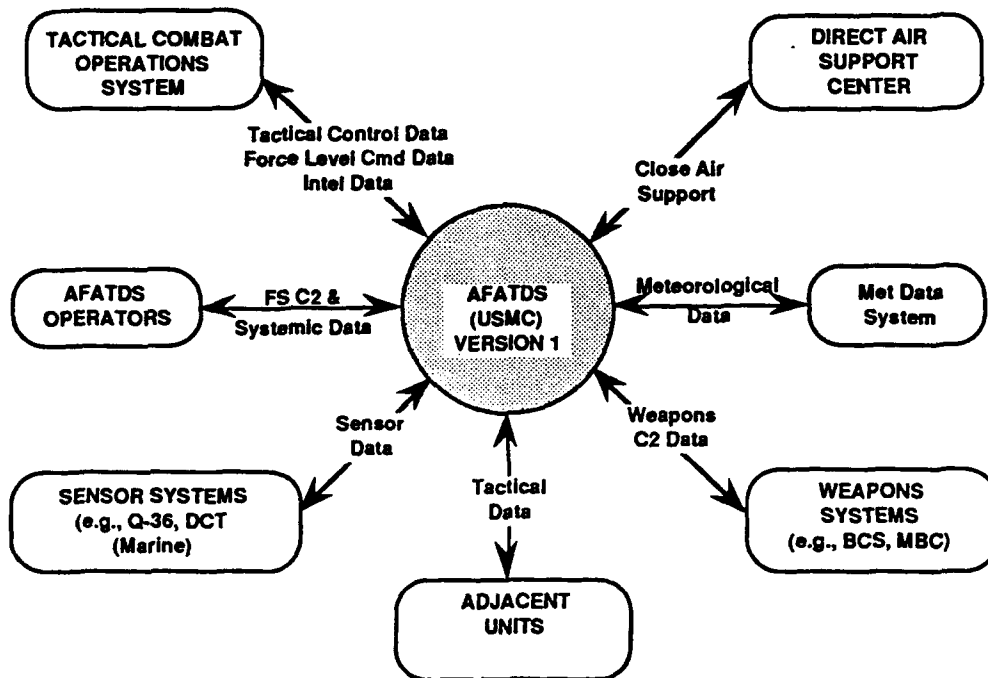 TACTICAL COMBAT
OPERATIONS
SYSTEM
DIRECT AIR
SUPPORT
CENTER
Tactical Control Data
Force Level Cmd Data
Intel Data
Close Air
Support
AFATDS
OPERATORS
FS C2 &
Systemic Data
AFATDS
(USMC)
VERSION 1
Meteorological
Data
Met Data
System
Sensor
Data
Weapons
C2 Data
SENSOR SYSTEMS
(e.g., Q-36, DCT
(Marine)
Tactical
Data
WEAPONS
SYSTEMS
(e.g., BCS, MBC)
ADJACENT
UNITS